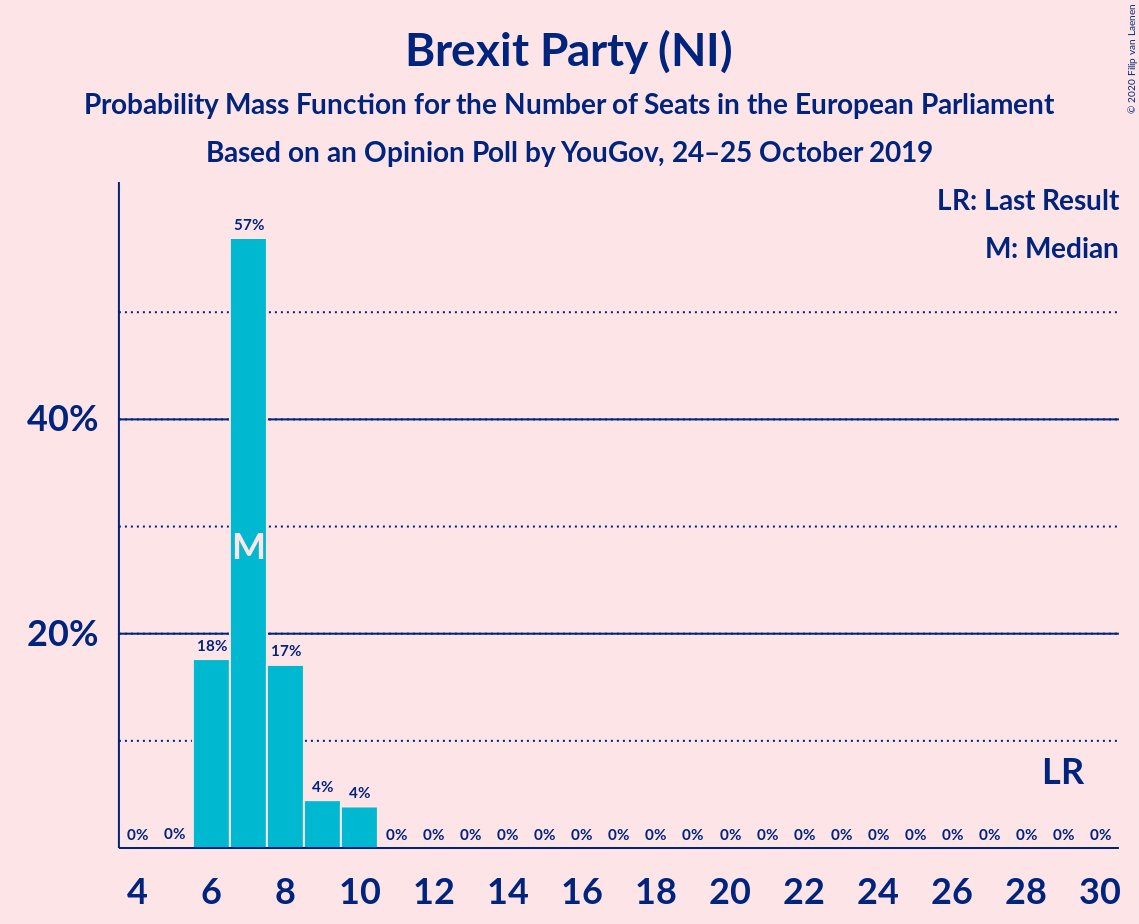 Brexit Party (NI)
Probability Mass Function for the Number of Seats in the European Parliament
Based on an Opinion Poll by YouGov, 24–25 October 2019
© 2020 Filip van Laenen
LR: Last Result
M: Median
57%
40%
M
20%
18%
17%
LR
4%
4%
0% 0% 0% 0% 0% 0% 0% 0% 0% 0% 0% 0% 0% 0% 0% 0% 0% 0% 0% 0% 0% 0%
4 6 8 10 12 14 16 18 20 22 24 26 28 30